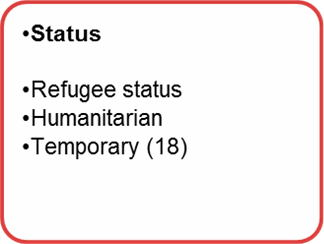 •Status
•Refugee status
•Humanitarian
•Temporary (18)